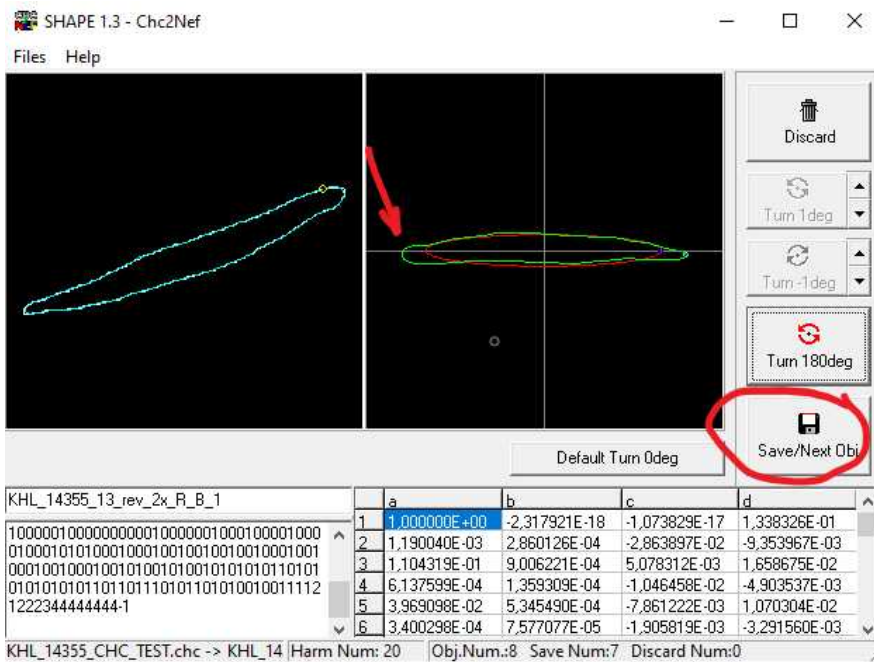 SHAPE 1.3 - Chc2Nef
Files Help
Discard
Turn 1deg
Turn -1deg
Turn 180deg
Save/Next Obj
Default Turn 0deg
KHL_14355_13_rev_2x_R_B_1
a b c d
1 1,000000E+00 -2,317921E-18 -1,073829E-17 1,338326E-01
2 1,190040E-03 2,860126E-04 -2,863897E-02 -9,353967E-03
3 1,104319E-01 9,006221E-04 5,078312E-03 1,658675E-02
4 6,137599E-04 1,359309E-04 -1,046458E-02 -4,903537E-03
5 3,969098E-02 5,345490E-04 -7,861222E-03 1,070304E-02
6 3,400298E-04 7,577077E-05 -1,905819E-03 -3,291560E-03
1000001000000000001000000100010000100
0100010101000100010010010010010001001
0001001000100101001010010101010110101
0101010101011011011101011010100100111 12
1222344444444-1
KHL_14355_CHC_TEST.chc -> KHL_14 Harm Num: 20 Obj.Num.:8 Save Num:7 Discard Num:0